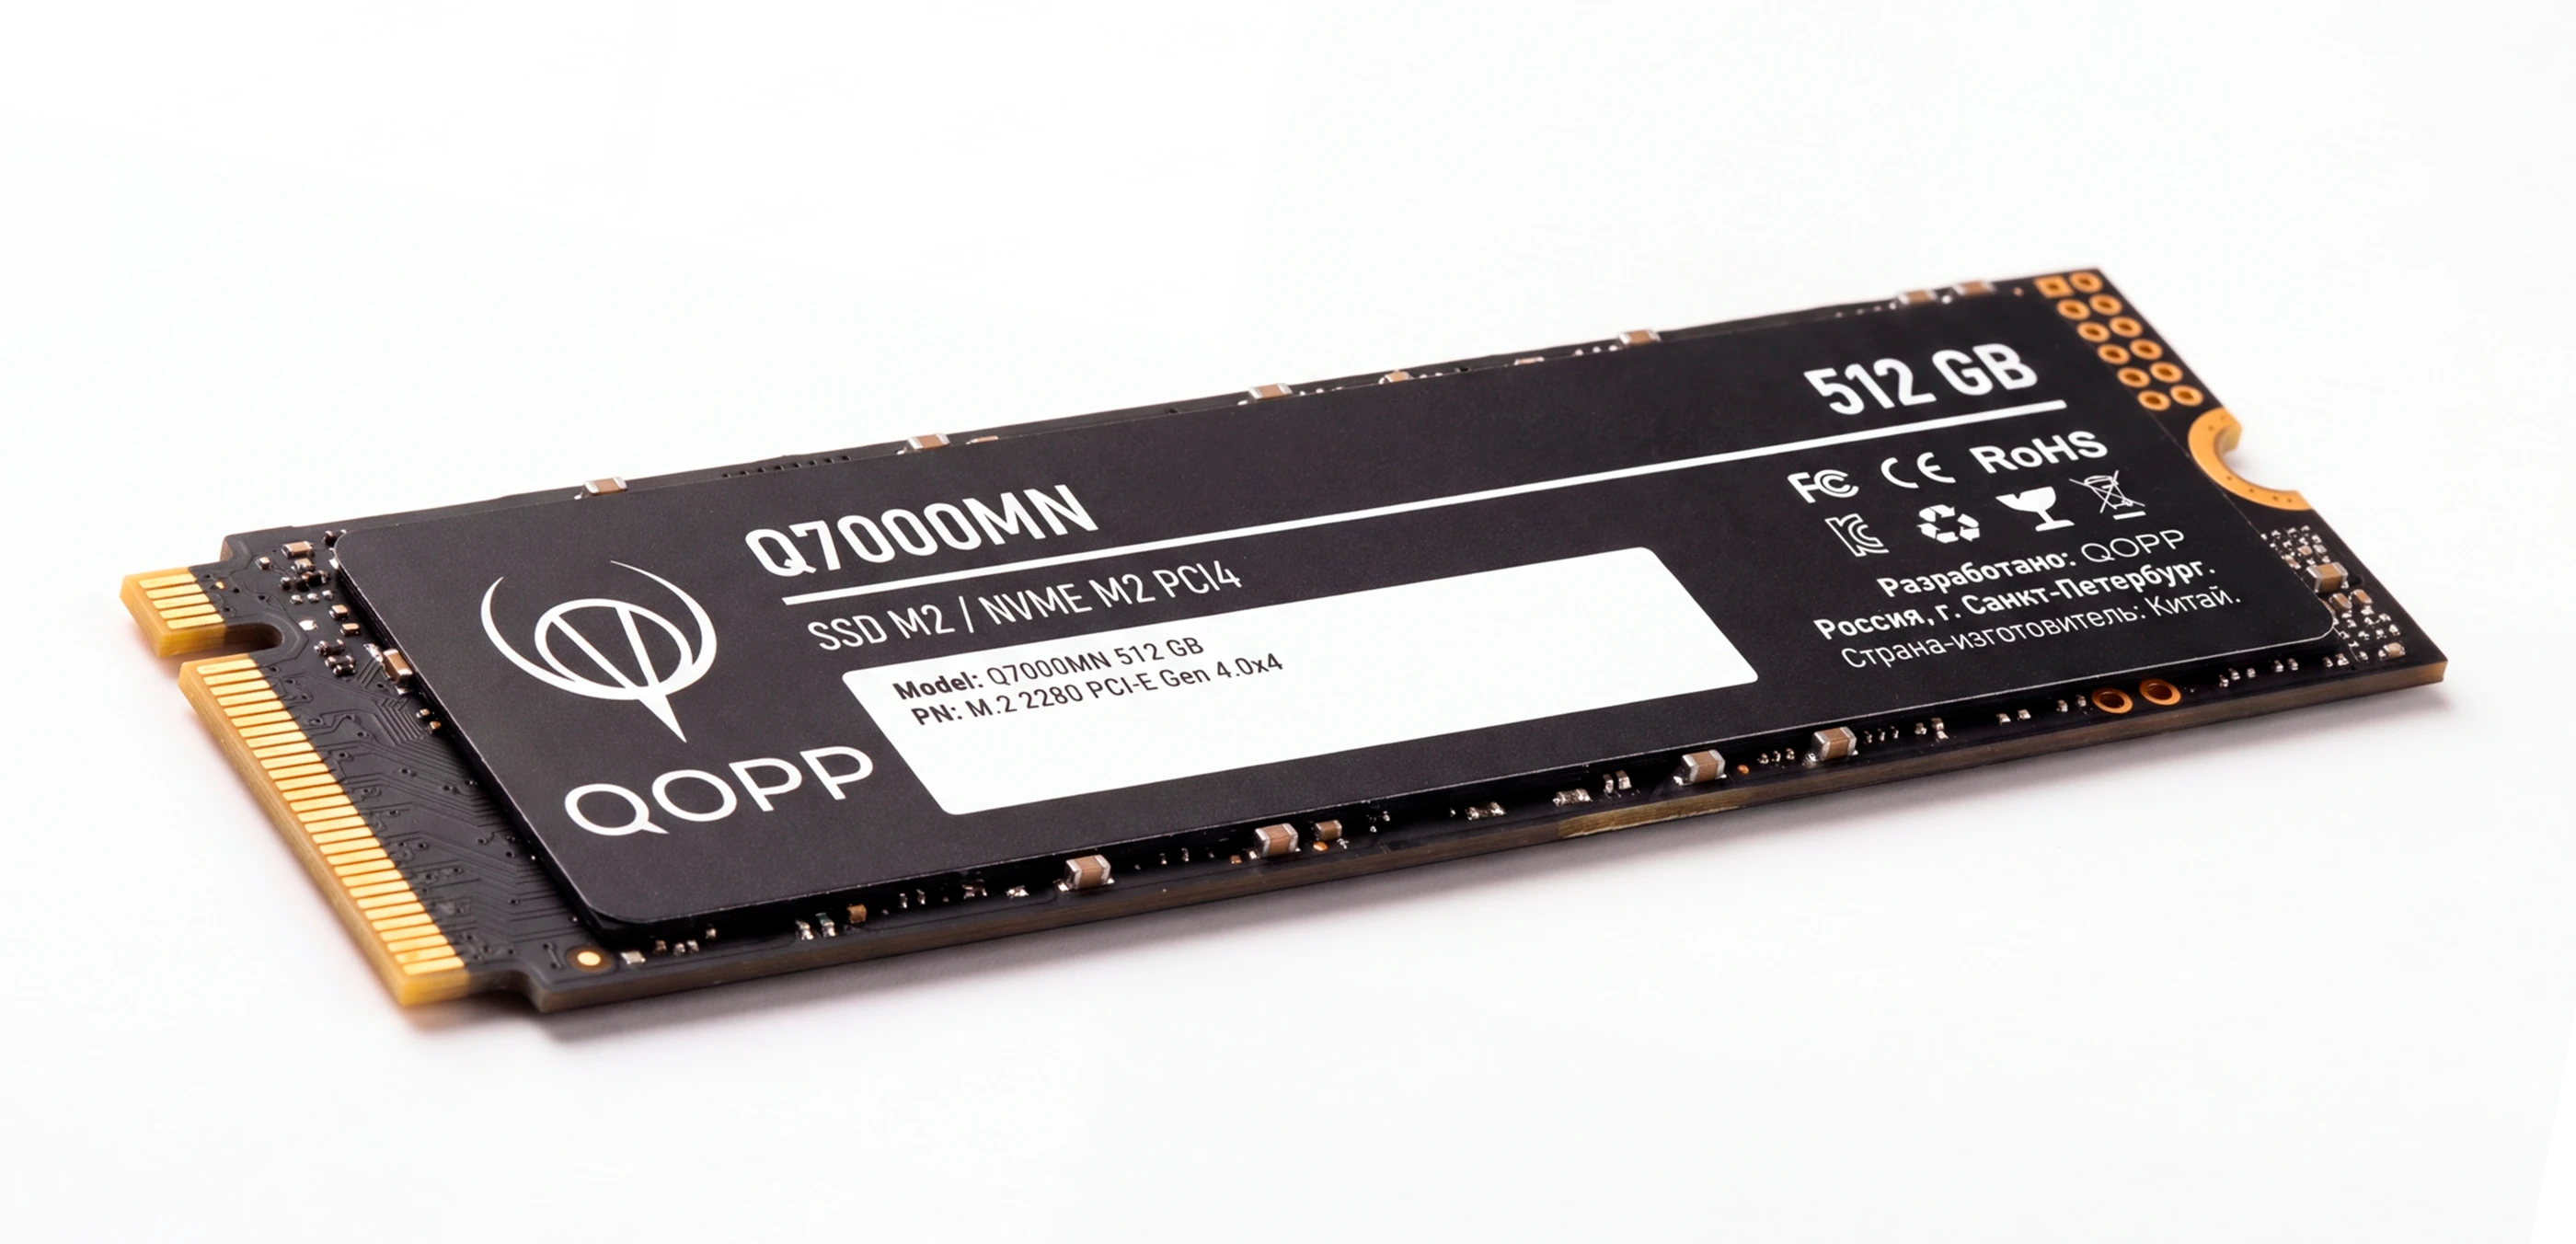 Q7000MN
512 GB
SSD M2 / NVME M2 PCI4
Model: Q7000MN 512 GB
PN: M.2 2280 PCI-E Gen 4.0x4
QOPP
FC CE RoHS
Разработано: QOPP
Россия, г. Санкт-Петербург.
Страна-изготовитель: Китай.